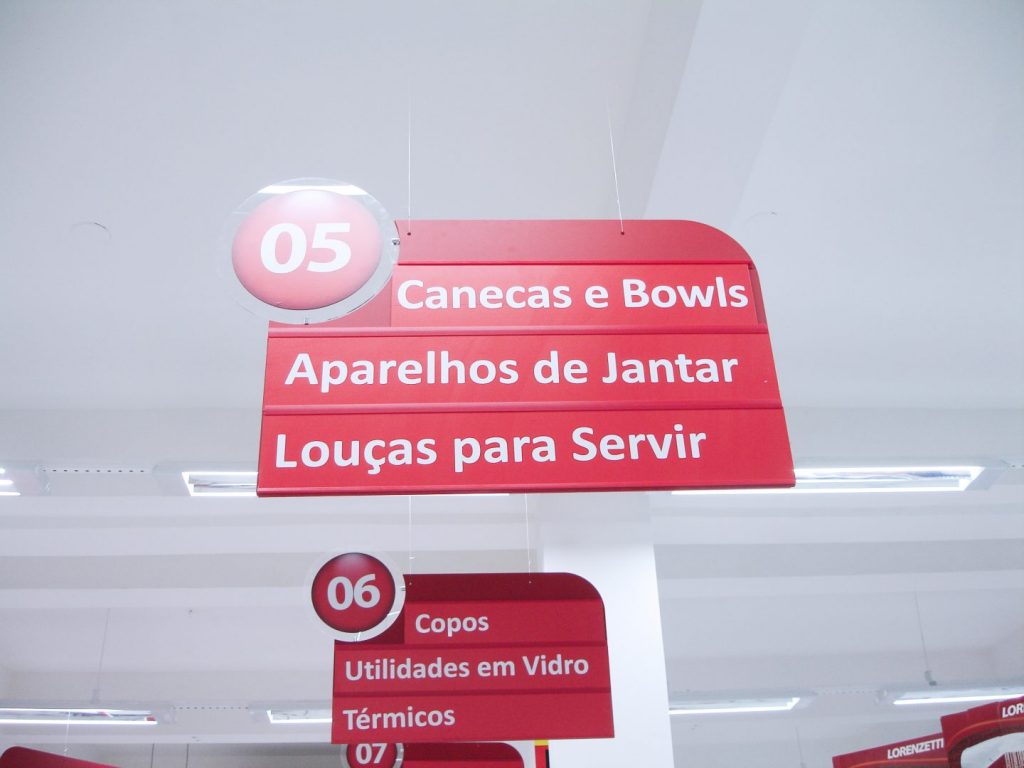 05
Canecas e Bowls
Aparelhos de Jantar
Louças para Servir
06
Copos
Utilidades em Vidro
Térmicos
07
LORENZETTI